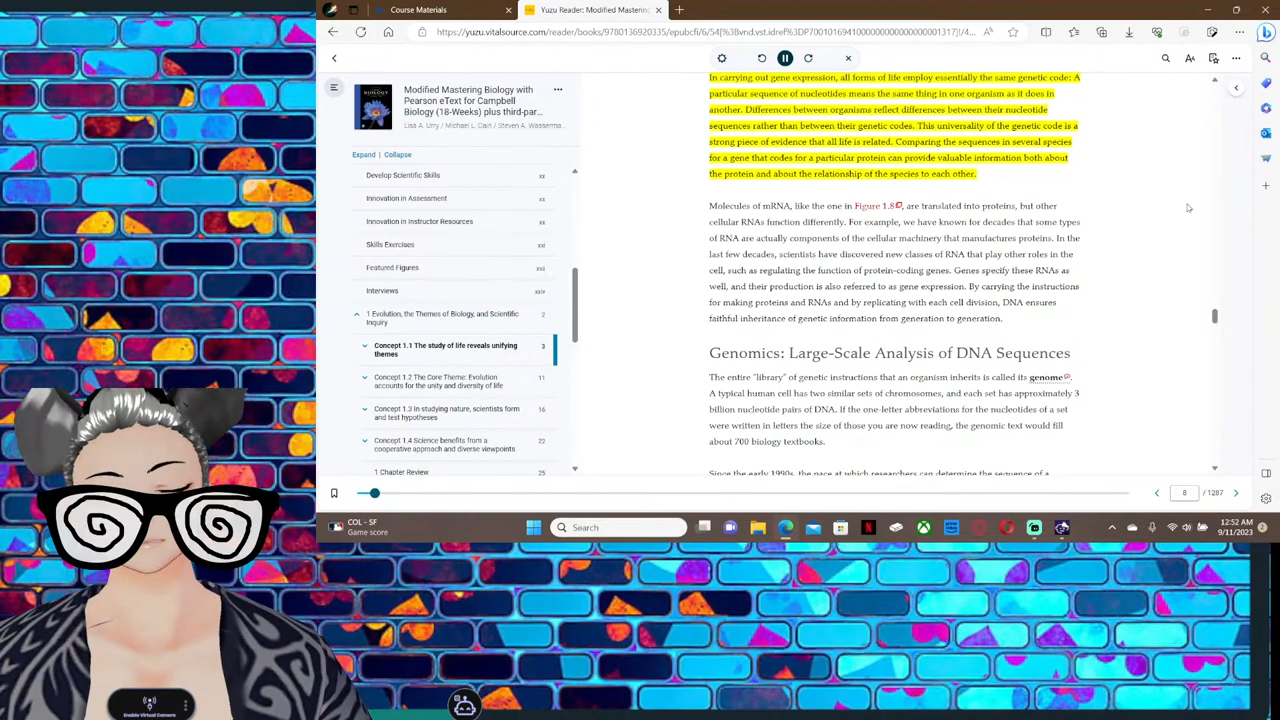 Course Materials
Yuzu Reader: Modified Mastering
https://yuzu.vitalsource.com/reader/books/9780136920335/epubcfi/6/54[%3Bvnd.vst.idref%3DP7001016941000000000000000001317]!/4...
Modified Mastering Biology with
Pearson eText for Campbell
Biology (18-Weeks) plus third-par...
Lisa A. Urry / Michael L. Cain / Steven A. Wasserma...
Expand | Collapse
Develop Scientific Skills xx
Innovation in Assessment xx
Innovation in Instructor Resources xx
Skills Exercises xxi
Featured Figures xxii
Interviews xxiv
1 Evolution, the Themes of Biology, and Scientific 2
Inquiry
Concept 1.1 The study of life reveals unifying 3
themes
Concept 1.2 The Core Theme: Evolution 11
accounts for the unity and diversity of life
Concept 1.3 In studying nature, scientists form 16
and test hypotheses
Concept 1.4 Science benefits from a 22
cooperative approach and diverse viewpoints
1 Chapter Review 25
In carrying out gene expression, all forms of life employ essentially the same genetic code: A
particular sequence of nucleotides means the same thing in one organism as it does in
another. Differences between organisms reflect differences between their nucleotide
sequences rather than between their genetic codes. This universality of the genetic code is a
strong piece of evidence that all life is related. Comparing the sequences in several species
for a gene that codes for a particular protein can provide valuable information both about
the protein and about the relationship of the species to each other.
Molecules of mRNA, like the one in Figure 1.8, are translated into proteins, but other
cellular RNAs function differently. For example, we have known for decades that some types
of RNA are actually components of the cellular machinery that manufactures proteins. In the
last few decades, scientists have discovered new classes of RNA that play other roles in the
cell, such as regulating the function of protein-coding genes. Genes specify these RNAs as
well, and their production is also referred to as gene expression. By carrying the instructions
for making proteins and RNAs and by replicating with each cell division, DNA ensures
faithful inheritance of genetic information from generation to generation.
Genomics: Large-Scale Analysis of DNA Sequences
The entire "library" of genetic instructions that an organism inherits is called its genome.
A typical human cell has two similar sets of chromosomes, and each set has approximately 3
billion nucleotide pairs of DNA. If the one-letter abbreviations for the nucleotides of a set
were written in letters the size of those you are now reading, the genomic text would fill
about 700 biology textbooks.
Since the early 1990s, the pace at which researchers can determine the sequence of a
8 / 1287
COL - SF
Game score
Search
12:52 AM
9/11/2023
Enable Virtual Camera